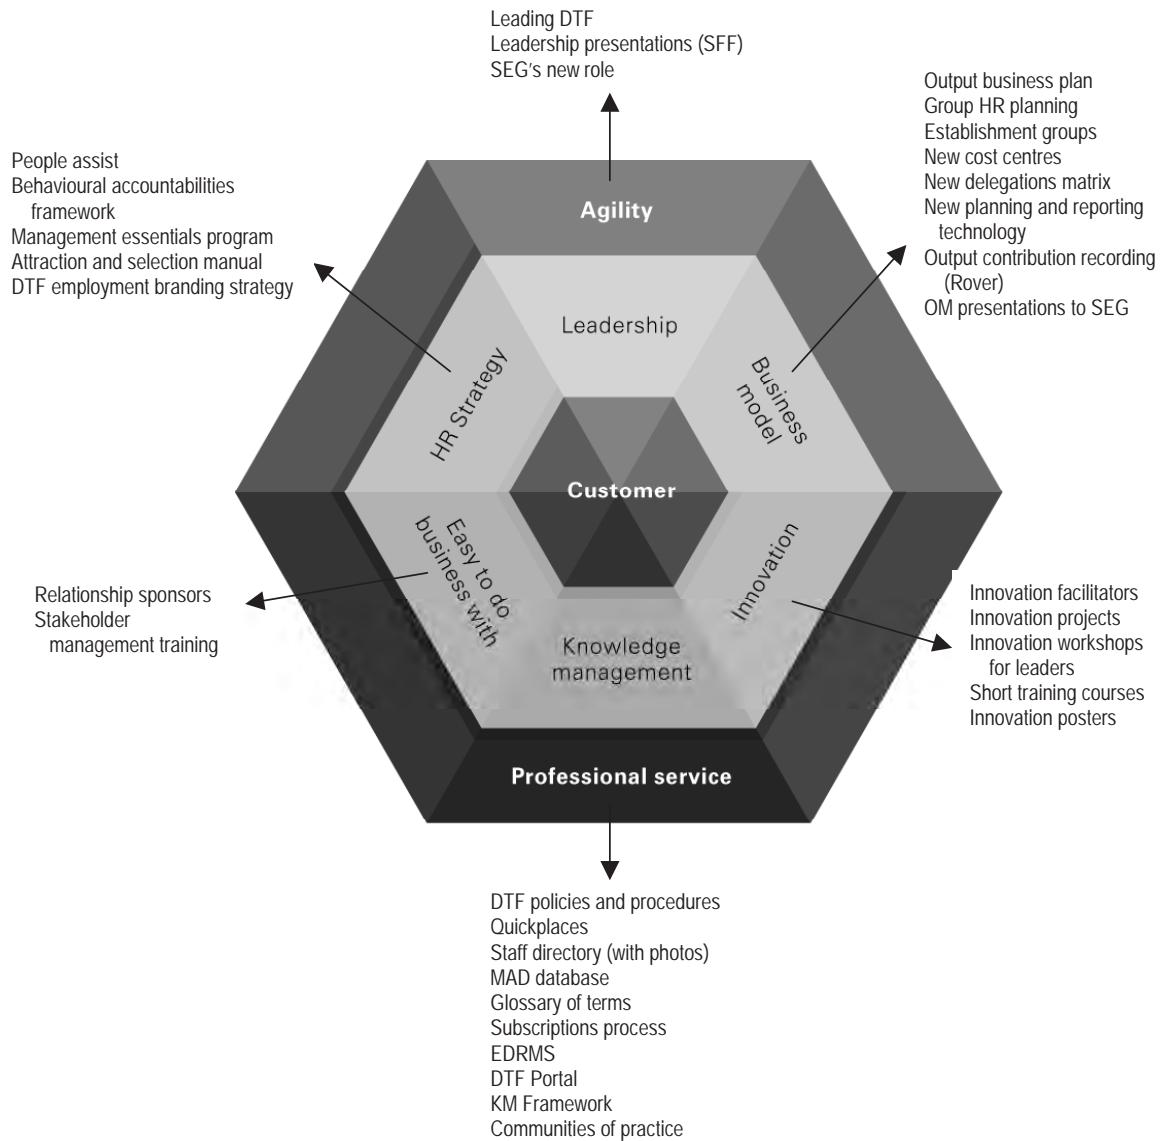 Leading DTF
Leadership presentations (SFF)
SEG's new role
Output business plan
Group HR planning
Establishment groups
New cost centres
New delegations matrix
New planning and reporting
technology
Output contribution recording
(Rover)
OM presentations to SEG
People assist
Behavioural accountabilities
framework
Management essentials program
Attraction and selection manual
DTF employment branding strategy
Agility
Leadership
HR Strategy
Business
model
Customer
Easy to do
business with
Innovation
Knowledge
management
Professional service
Relationship sponsors
Stakeholder
management training
Innovation facilitators
Innovation projects
Innovation workshops
for leaders
Short training courses
Innovation posters
DTF policies and procedures
Quickplaces
Staff directory (with photos)
MAD database
Glossary of terms
Subscriptions process
EDRMS
DTF Portal
KM Framework
Communities of practice